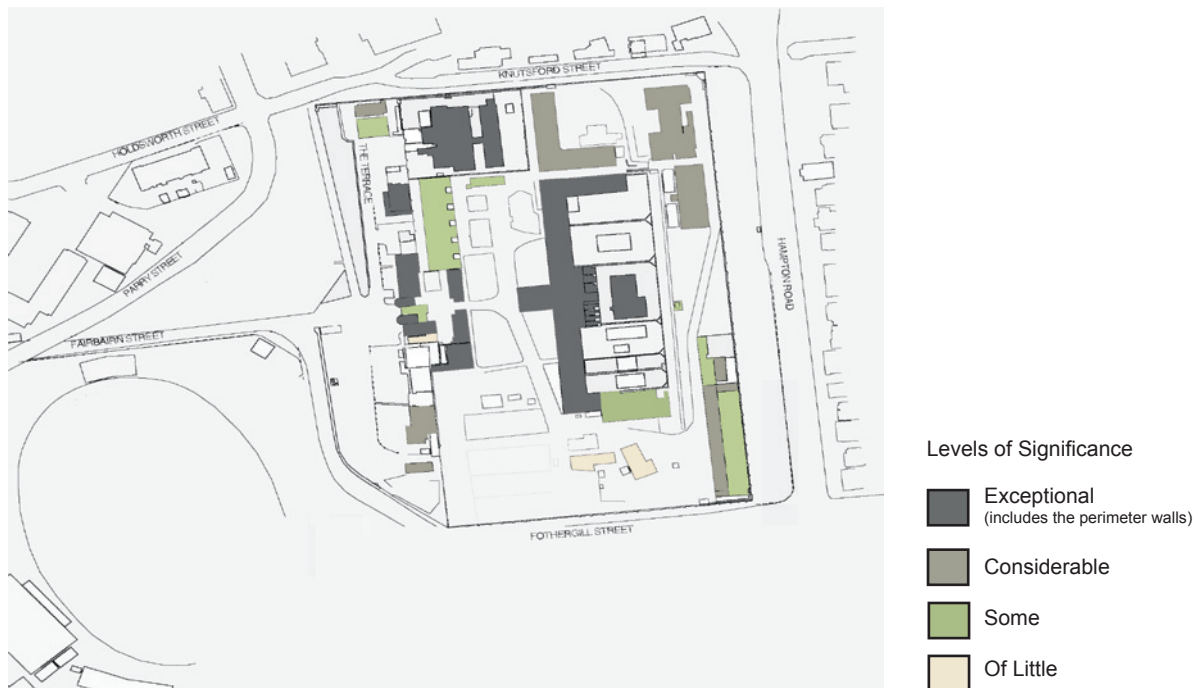 KNUTSFORD STREET
HOLDSWORTH STREET
THE TERRACE
PARRY STREET
HAMPTON ROAD
FAIRBAIRN STREET
FOTHERGILL STREET
Levels of Significance
Exceptional
(includes the perimeter walls)
Considerable
Some
Of Little